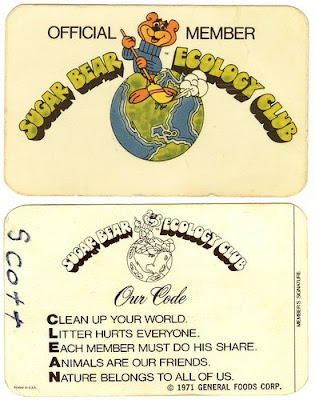 OFFICIAL MEMBER
SUGAR BEAR ECOLOGY CLUB
SUGAR BEAR ECOLOGY CLUB
Our Code
CLEAN UP YOUR WORLD.
LITTER HURTS EVERYONE.
EACH MEMBER MUST DO HIS SHARE.
ANIMALS ARE OUR FRIENDS.
NATURE BELONGS TO ALL OF US.
© 1971 GENERAL FOODS CORP.
PRINTED IN U.S.A.
Scott
MEMBER'S SIGNATURE